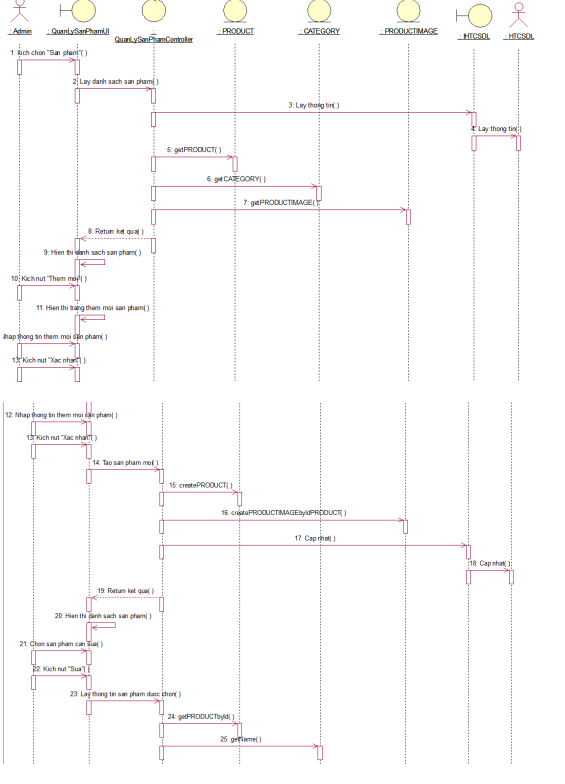 : Admin
: QuanLySanPhamUI
:
QuanLySanPhamController
: PRODUCT
: CATEGORY
: PRODUCTIMAGE
: IHTCSDL
: HTCSDL
1: Kich chon "San pham"( )
2: Lay danh sach san pham( )
3: Lay thong tin( )
4: Lay thong tin( )
5: getPRODUCT( )
6: getCATEGORY( )
7: getPRODUCTIMAGE( )
8: Return ket qua( )
9: Hien thi danh sach san pham( )
10: Kich nut "Them moi"( )
11: Hien thi trang them moi san pham( )
Nhap thong tin them moi san pham( )
13: Kich nut "Xac nhan"( )
12: Nhap thong tin them moi san pham( )
13: Kich nut "Xac nhan"( )
14: Tao san pham moi( )
15: createPRODUCT( )
16: createPRODUCTIMAGEbyIdPRODUCT( )
17: Cap nhat( )
18: Cap nhat( )
19: Return ket qua( )
20: Hien thi danh sach san pham( )
21: Chon san pham can sua( )
22: Kich nut "Sua"( )
23: Lay thong tin san pham duoc chon( )
24: getPRODUCTbyId( )
25: getName( )